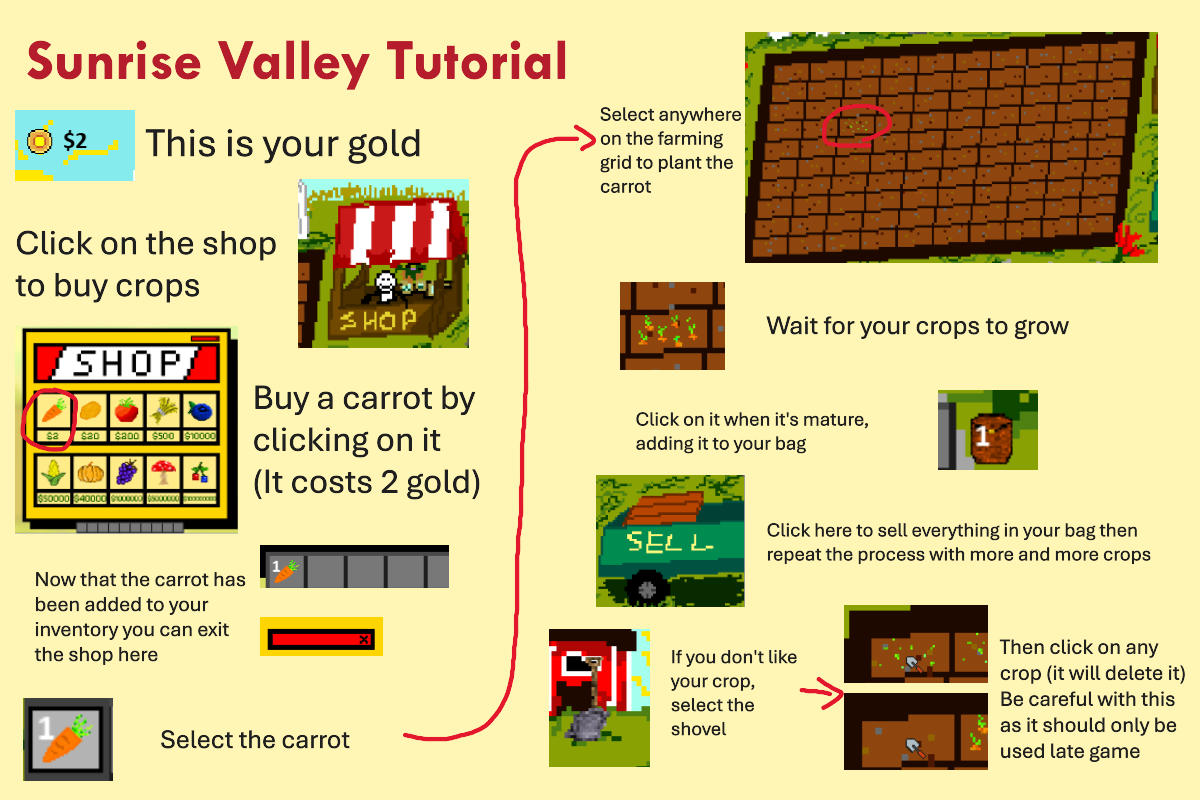 Sunrise Valley Tutorial
$2
This is your gold
Click on the shop
to buy crops
SHOP
SHOP
$2 $20 $200 $500 $10000
$50000 $40000
Buy a carrot by
clicking on it
(It costs 2 gold)
Now that the carrot has
been added to your
inventory you can exit
the shop here
1
X
1
Select the carrot
Select anywhere
on the farming
grid to plant the
carrot
Wait for your crops to grow
Click on it when it's mature,
adding it to your bag
1
SELL
Click here to sell everything in your bag then
repeat the process with more and more crops
If you don't like
your crop,
select the
shovel
Then click on any
crop (it will delete it)
Be careful with this
as it should only be
used late game